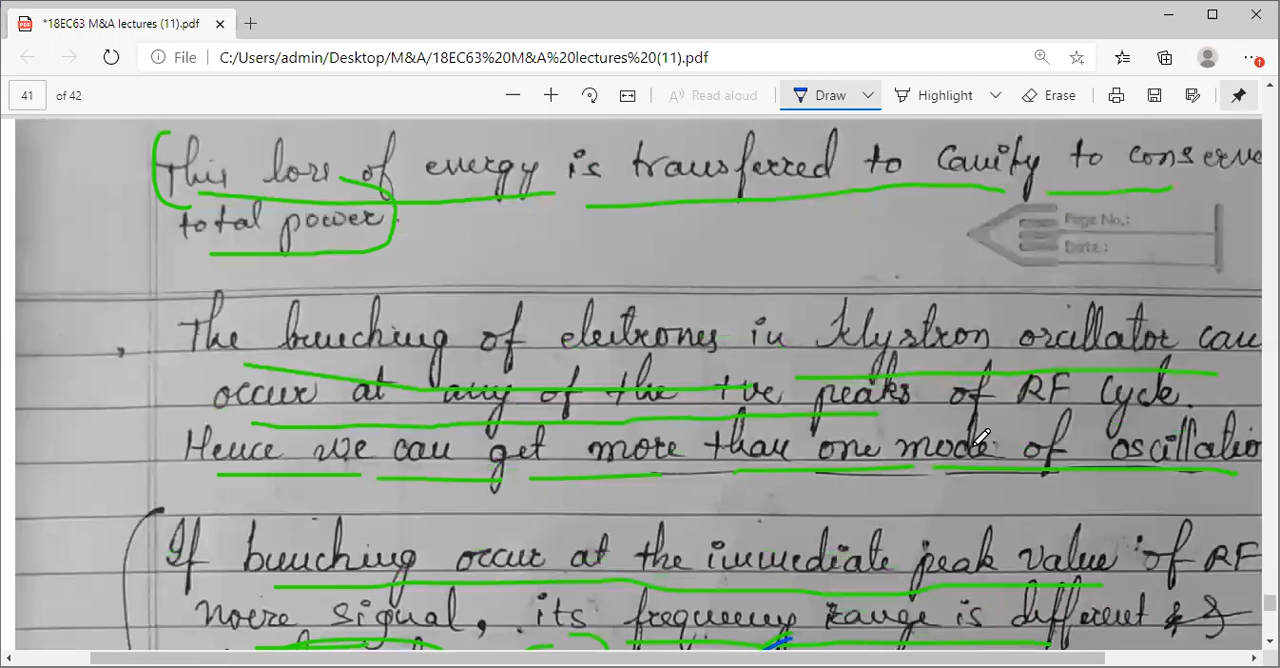 *18EC63 M&A lectures (11).pdf
File C:/Users/admin/Desktop/M&A/18EC63%20M&A%20lectures%20(11).pdf
41 of 42 Read aloud Draw Highlight Erase
This loss of energy is transferred to cavity to conserve
total power.
Page No.:
Date:
The bunching of electrones in Klystron oscillator can
occur at any of the +ve peaks of RF Cycle.
Hence we can get more than one mode of oscillatio
If bunching occur at the immediate peak value of RF
signal, its frequency range is different &